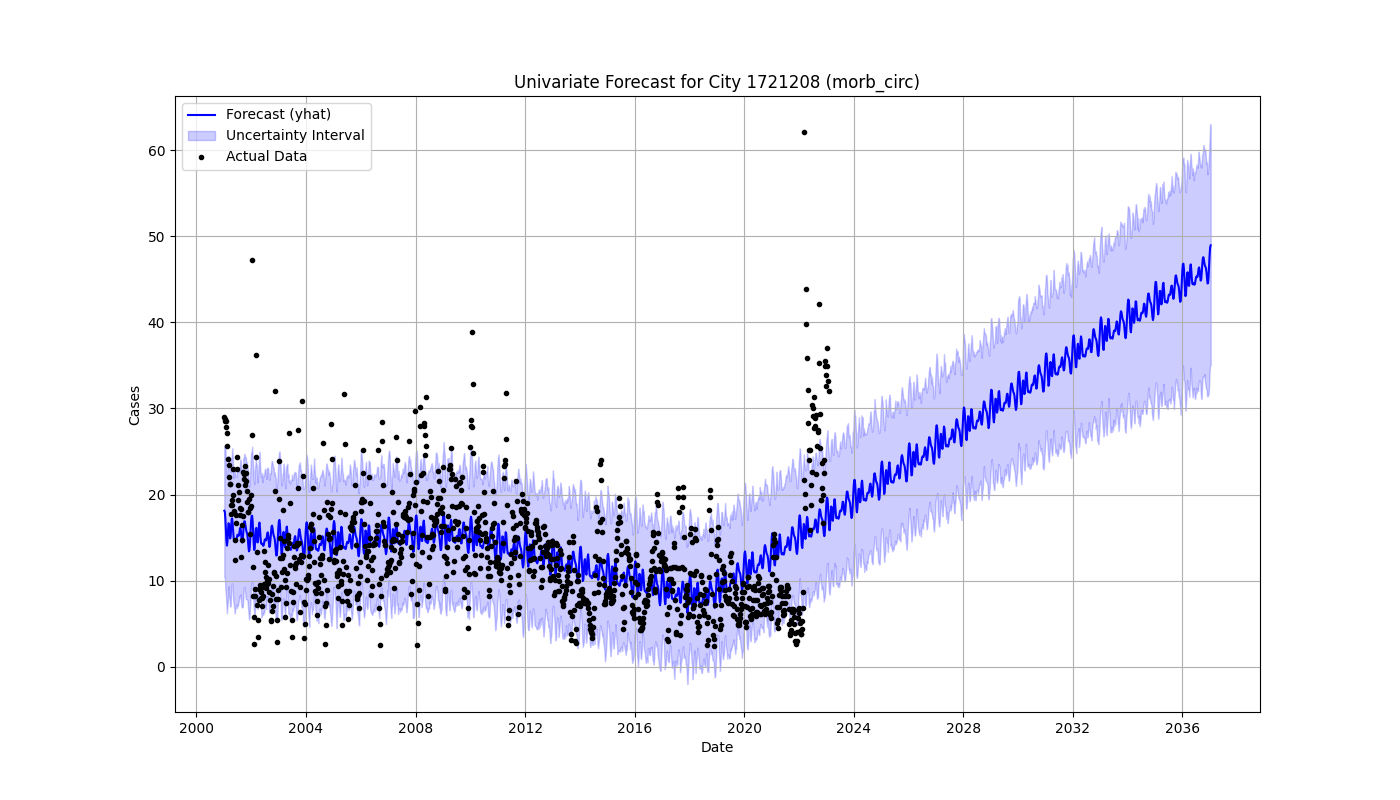 Univariate Forecast for City 1721208 (morb_circ)
Forecast (yhat)
Uncertainty Interval
Actual Data
60
50
40
30
20
10
0
Cases
2000 2004 2008 2012 2016 2020 2024 2028 2032 2036
Date